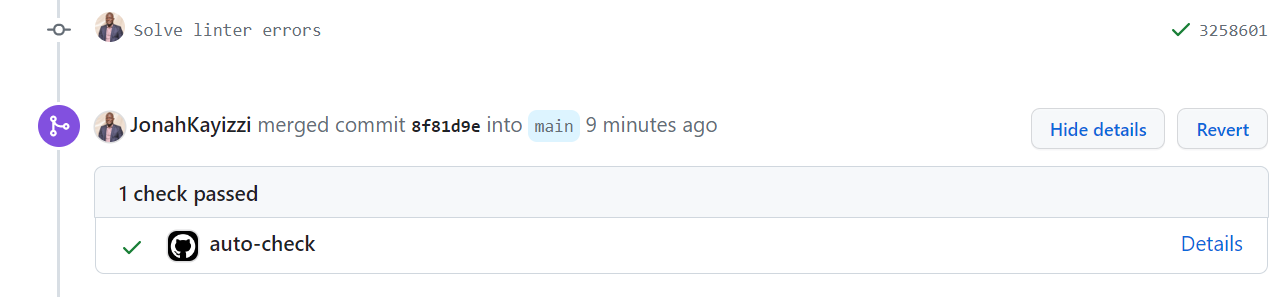 Solve linter errors 3258601
JonahKayizzi merged commit 8f81d9e into main 9 minutes ago Hide details Revert
1 check passed
auto-check Details